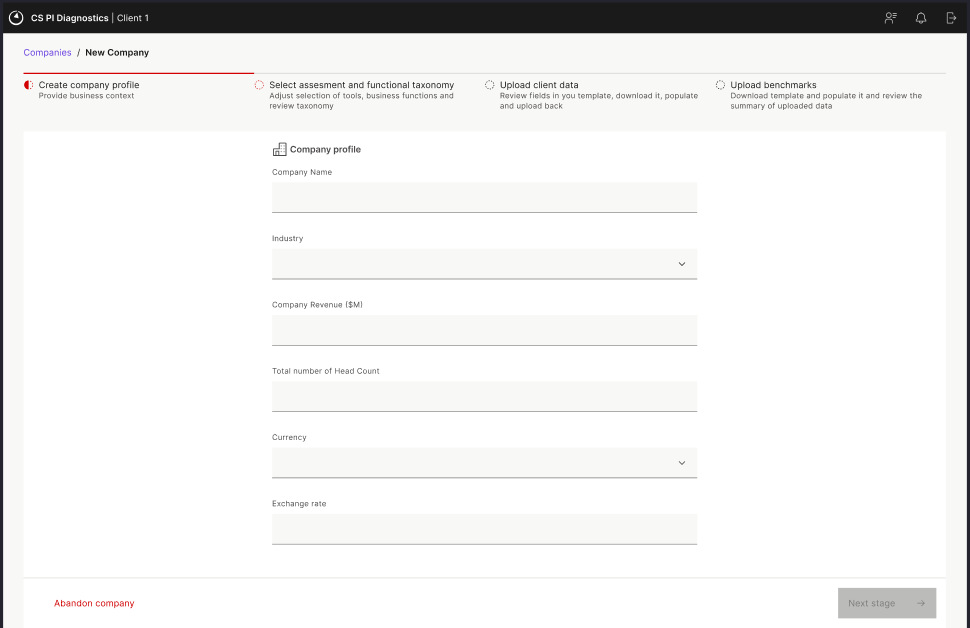 CS PI Diagnostics | Client 1
Companies / New Company
Create company profile
Provide business context
Select assesment and functional taxonomy
Adjust selection of tools, business functions and
review taxonomy
Upload client data
Review fields in you template, download it, populate
and upload back
Upload benchmarks
Download template and populate it and review the
summary of uploaded data
Company profile
Company Name
Industry
Company Revenue ($M)
Total number of Head Count
Currency
Exchange rate
Abandon company
Next stage